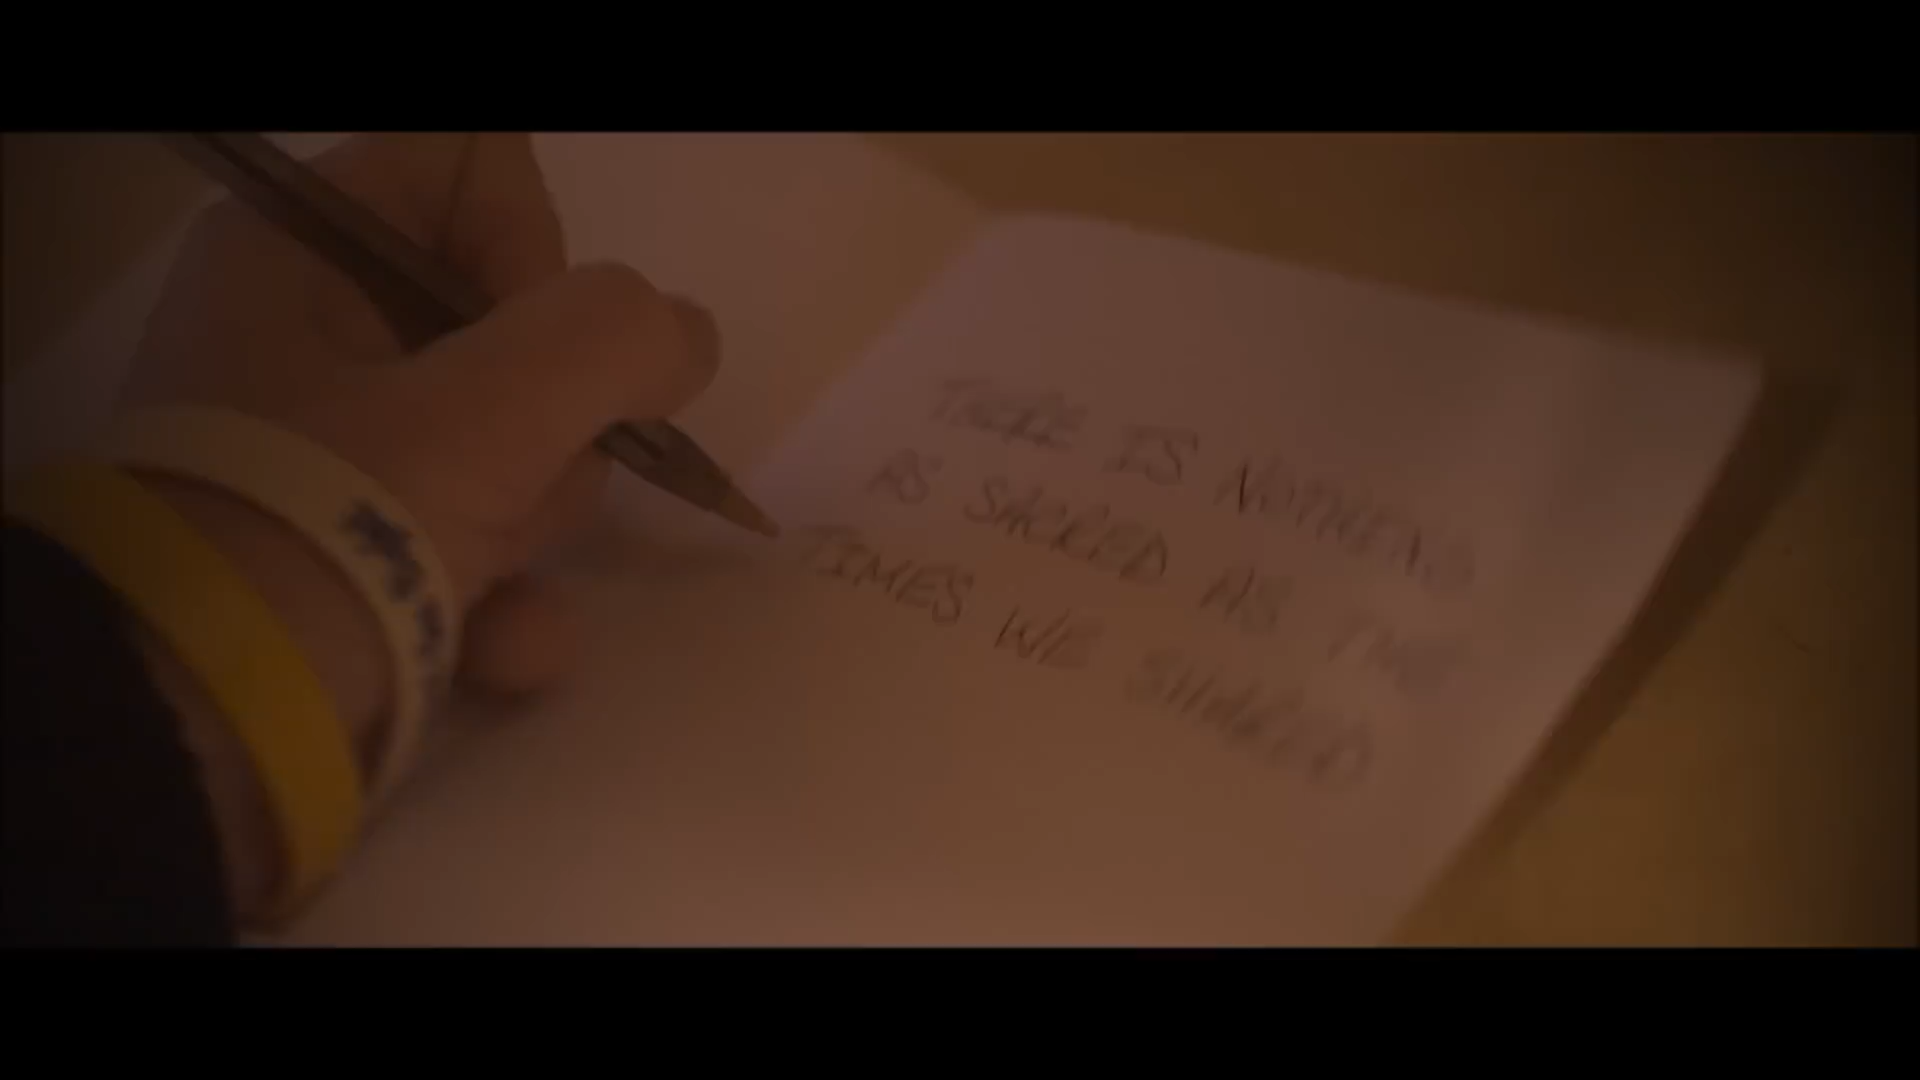 THERE IS NOTHING
AS SACRED AS THE
TIMES WE SHARED